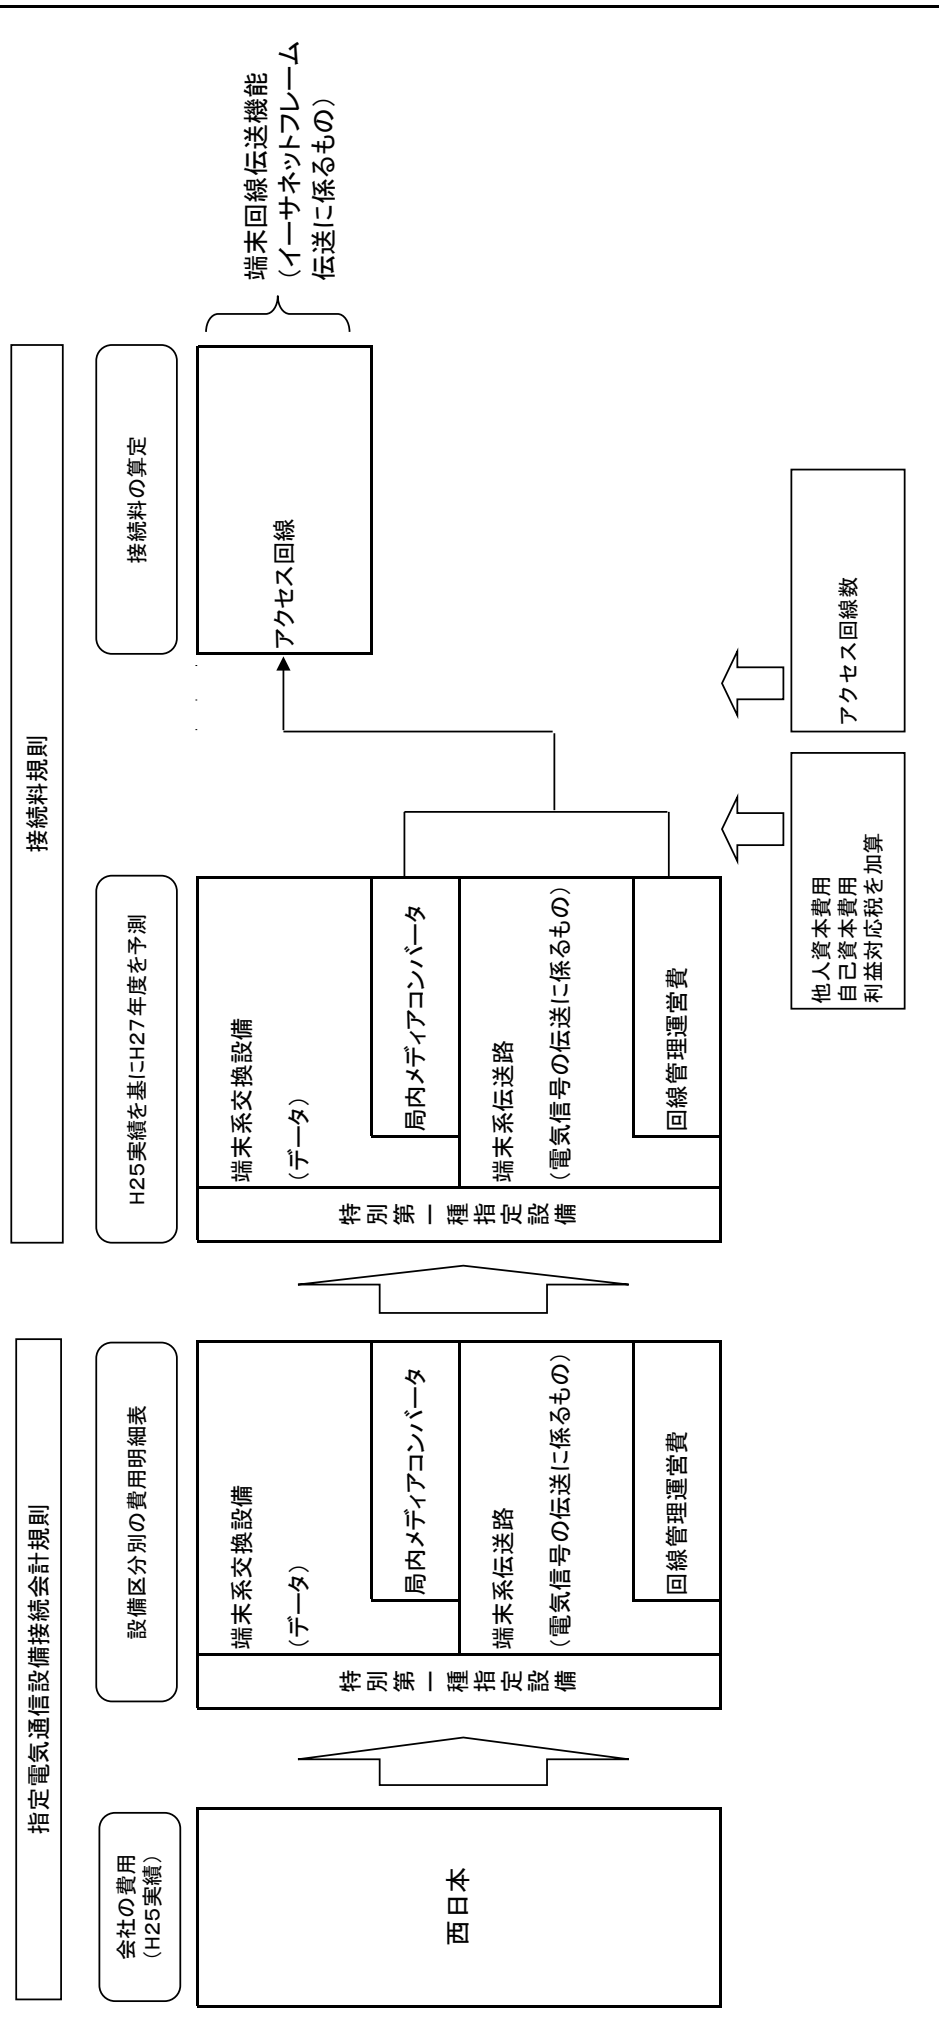 指定電気通信設備接続会計規則
接続料規則
会社の費用
(H25実績)
設備区分別の費用明細表
H25実績を基にH27年度を予測
接続料の算定
西日本
特別第一種指定設備
端末系交換設備
(データ)
局内メディアコンバータ
端末系伝送路
(電気信号の伝送に係るもの)
回線管理運営費
特別第一種指定設備
端末系交換設備
(データ)
局内メディアコンバータ
端末系伝送路
(電気信号の伝送に係るもの)
回線管理運営費
アクセス回線
端末回線伝送機能
(イーサネットフレーム
伝送に係るもの)
他人資本費用
自己資本費用
利益対応税を加算
アクセス回線数